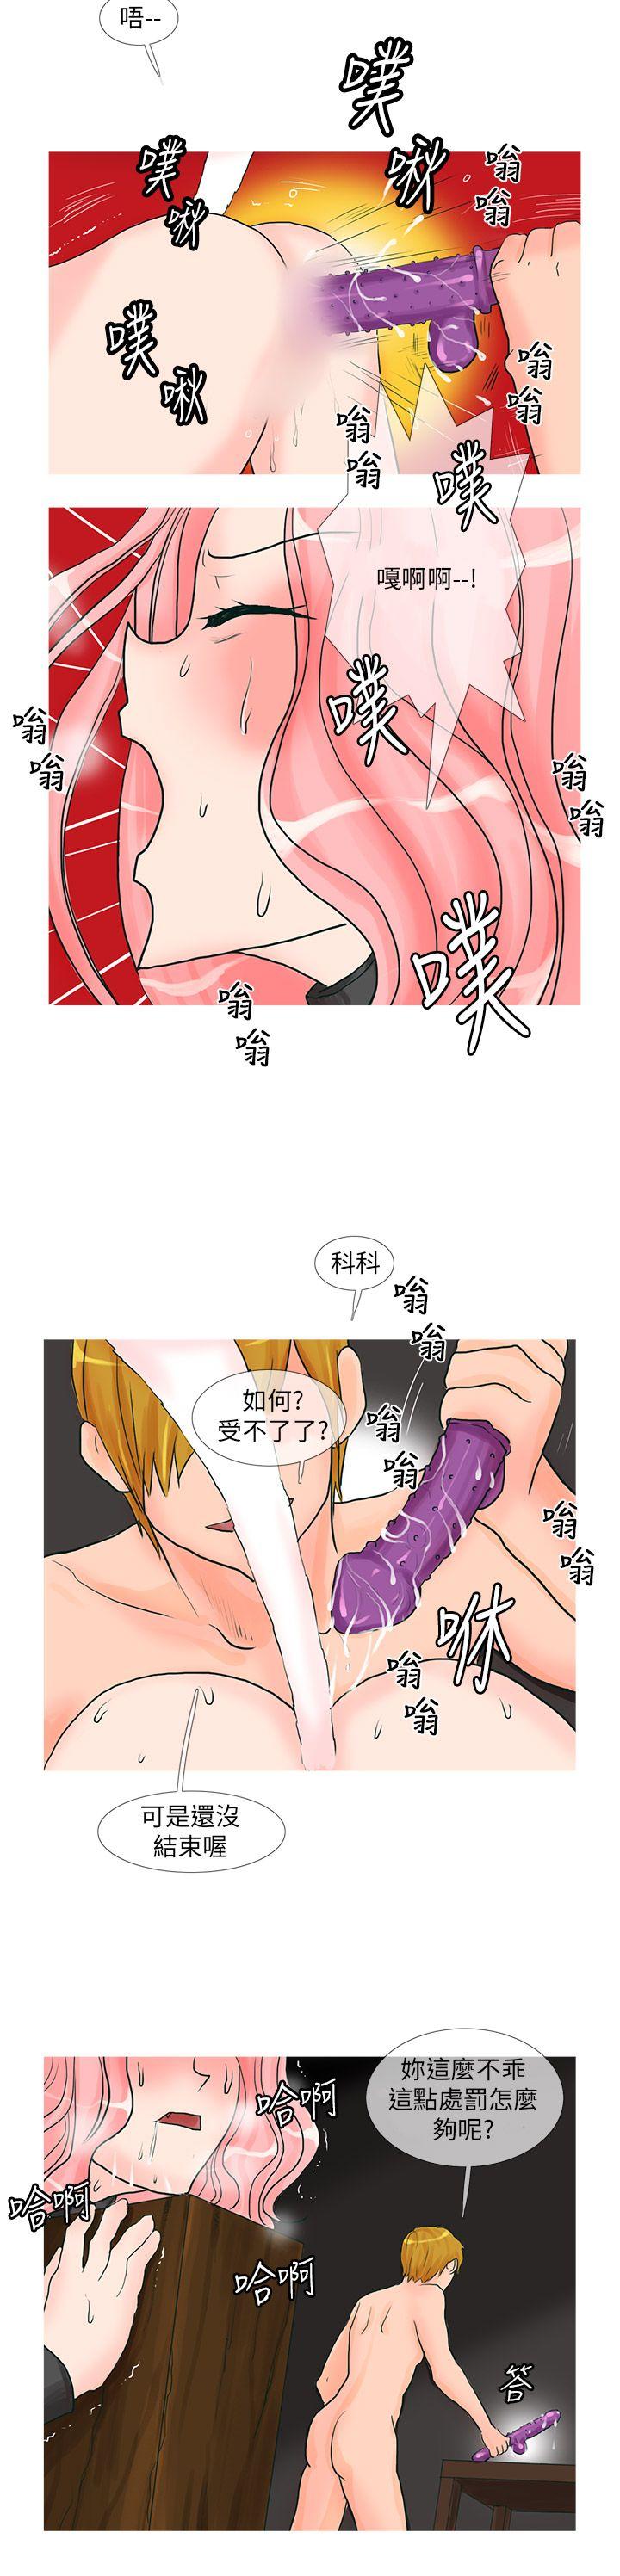 唔--
噗
啾
嗡
嗡
噗
啾
噗
啾
嗡
嗡
嗡
嗡
噗
嘎啊啊--!
噗
嗡
嗡
嗡
嗡
噗
嗡
嗡
科科
嗡
嗡
如何?
受不了了?
嗡
嗡
嗡
嗡
咻
嗡
嗡
可是還沒
結束喔
妳這麼不乖
這點處罰怎麼
夠呢?
哈啊
哈啊
哈啊
答